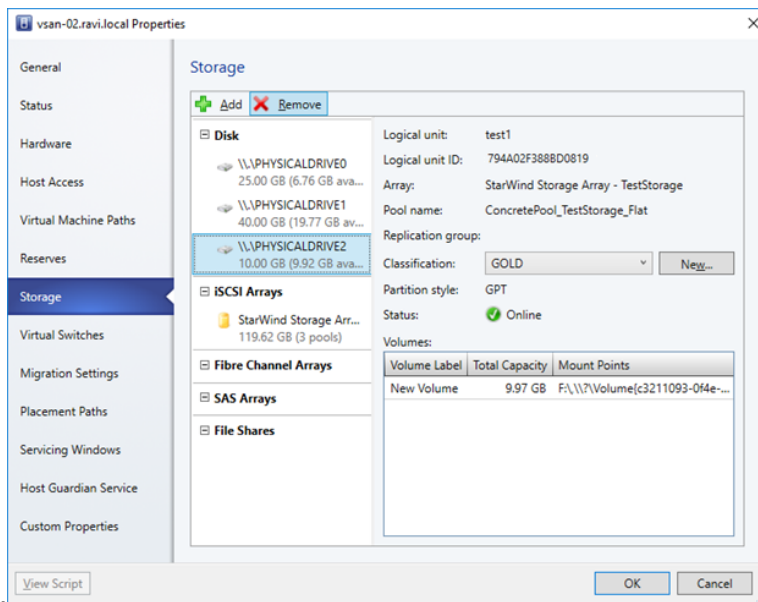 vsan-02.ravi.local Properties
General
Status
Hardware
Host Access
Virtual Machine Paths
Reserves
Storage
Virtual Switches
Migration Settings
Placement Paths
Servicing Windows
Host Guardian Service
Custom Properties
Storage
Add Remove
Disk
\\.\PHYSICALDRIVE0
25.00 GB (6.76 GB ava...
\\.\PHYSICALDRIVE1
40.00 GB (19.77 GB av...
\\.\PHYSICALDRIVE2
10.00 GB (9.92 GB ava...
iSCSI Arrays
StarWind Storage Arr...
119.62 GB (3 pools)
Fibre Channel Arrays
SAS Arrays
File Shares
Logical unit: test1
Logical unit ID: 794A02F388BD0819
Array: StarWind Storage Array - TestStorage
Pool name: ConcretePool_TestStorage_Flat
Replication group:
Classification: GOLD New...
Partition style: GPT
Status: Online
Volumes:
Volume Label Total Capacity Mount Points
New Volume 9.97 GB F:\,\\?\Volume{c3211093-0f4e-...
View Script OK Cancel